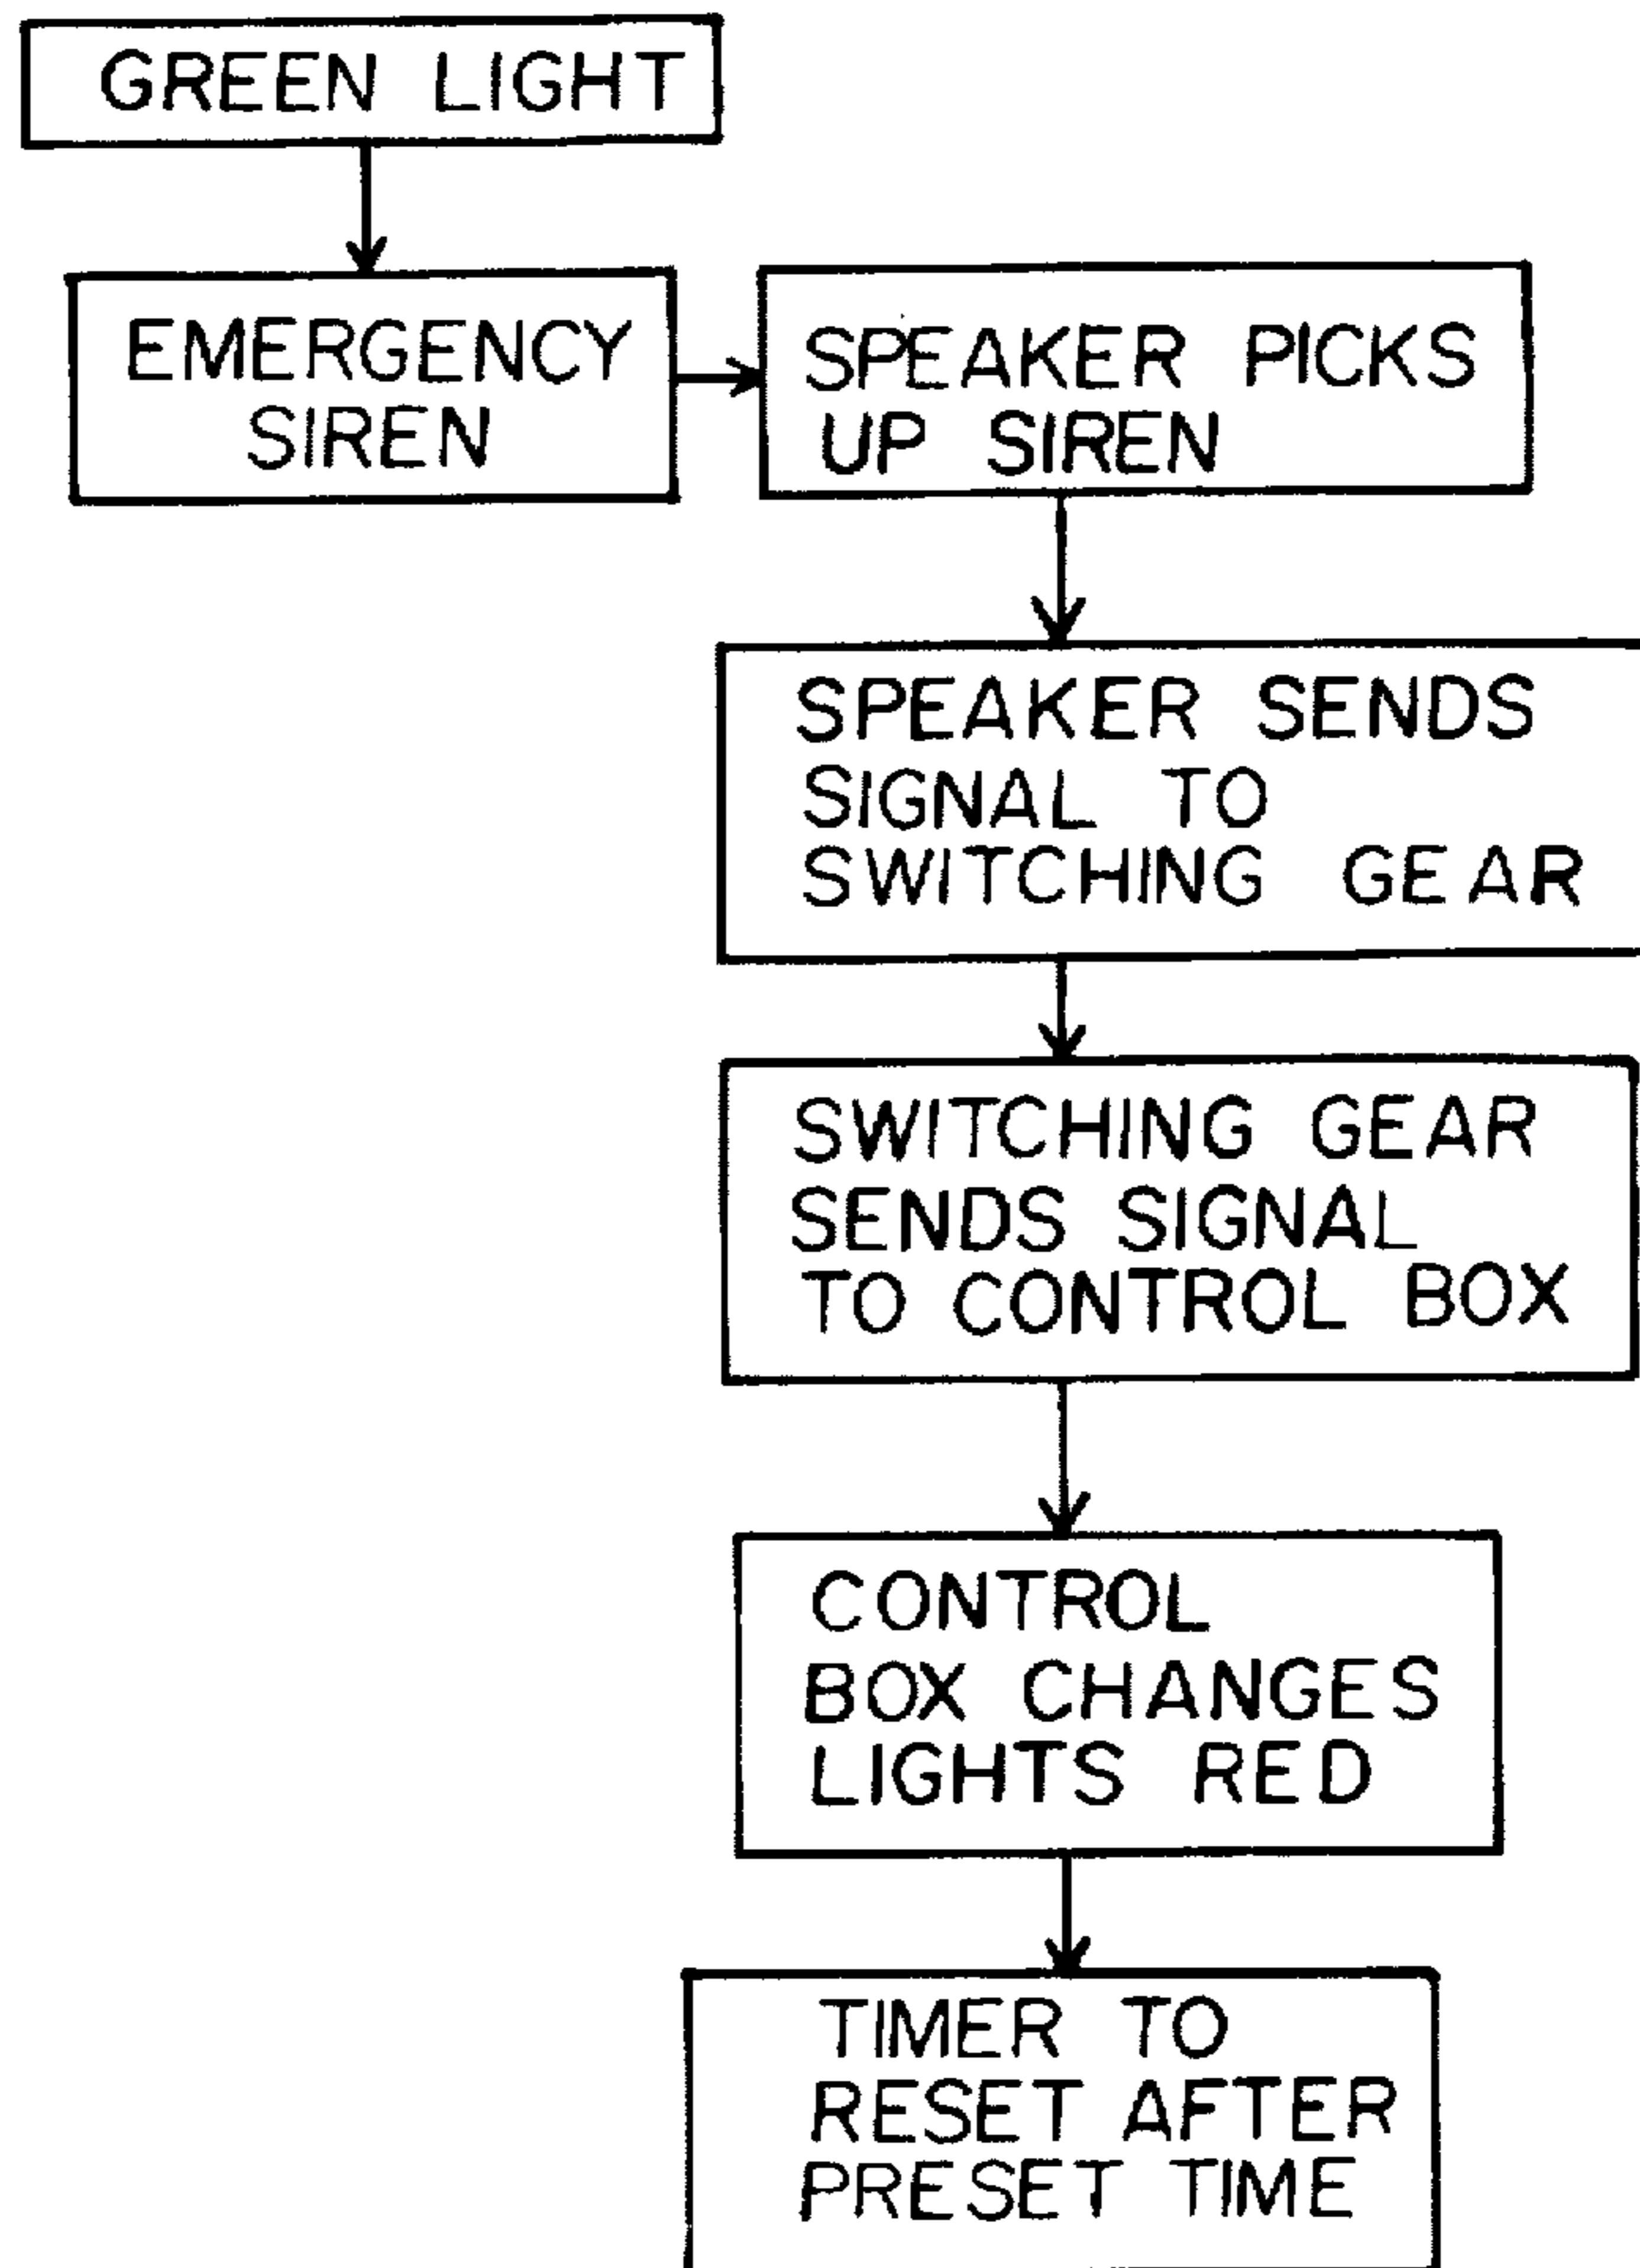 GREEN LIGHT
EMERGENCY
SIREN
SPEAKER PICKS
UP SIREN
SPEAKER SENDS
SIGNAL TO
SWITCHING GEAR
SWITCHING GEAR
SENDS SIGNAL
TO CONTROL BOX
CONTROL
BOX CHANGES
LIGHTS RED
TIMER TO
RESET AFTER
PRESET TIME